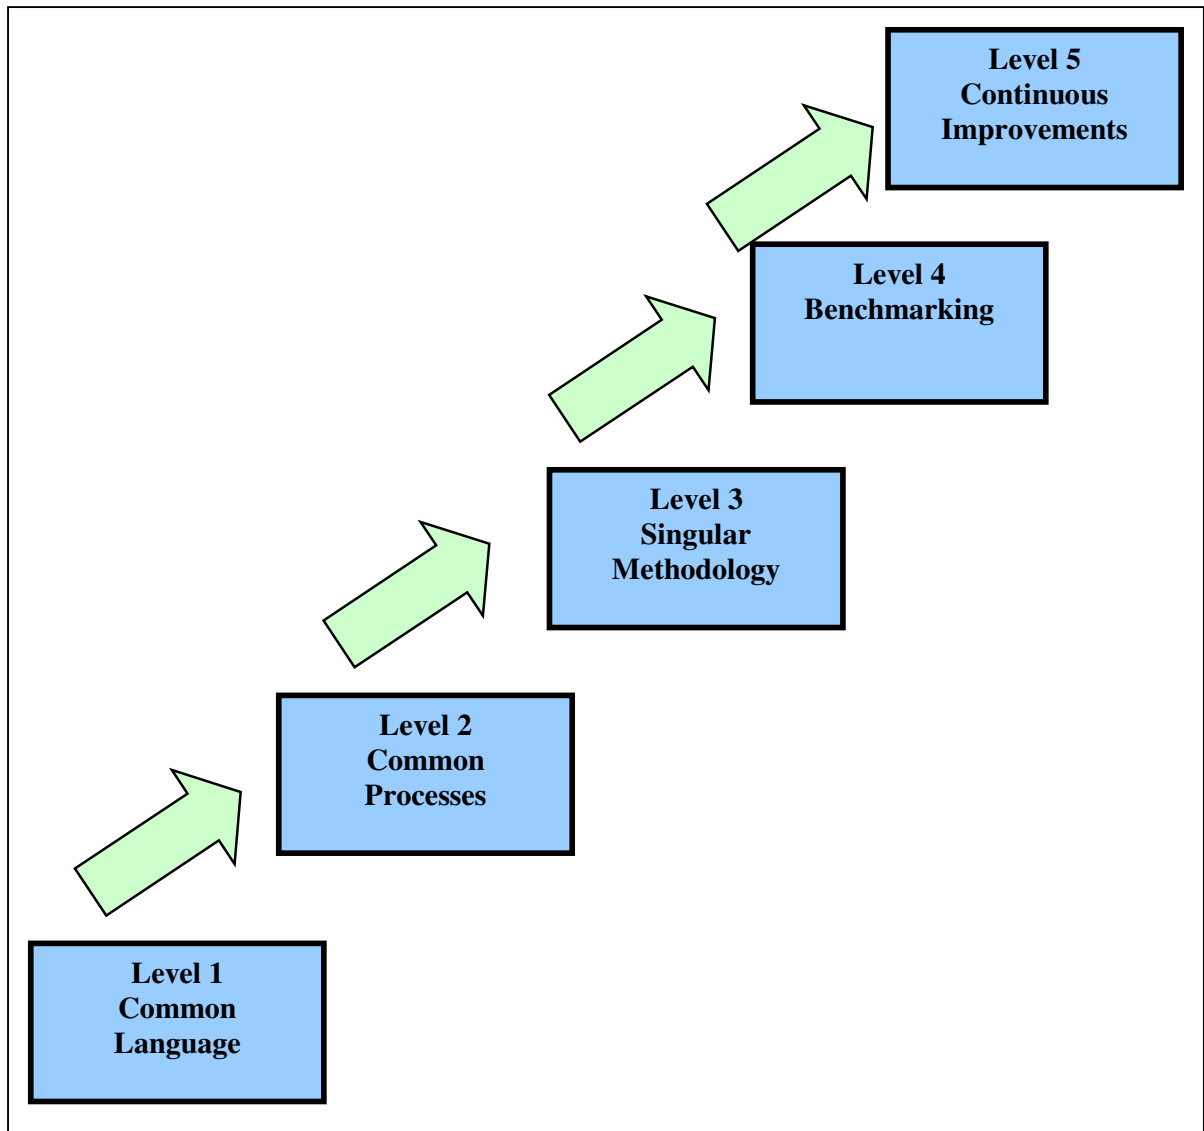 Level 5
Continuous
Improvements
Level 4
Benchmarking
Level 3
Singular
Methodology
Level 2
Common
Processes
Level 1
Common
Language